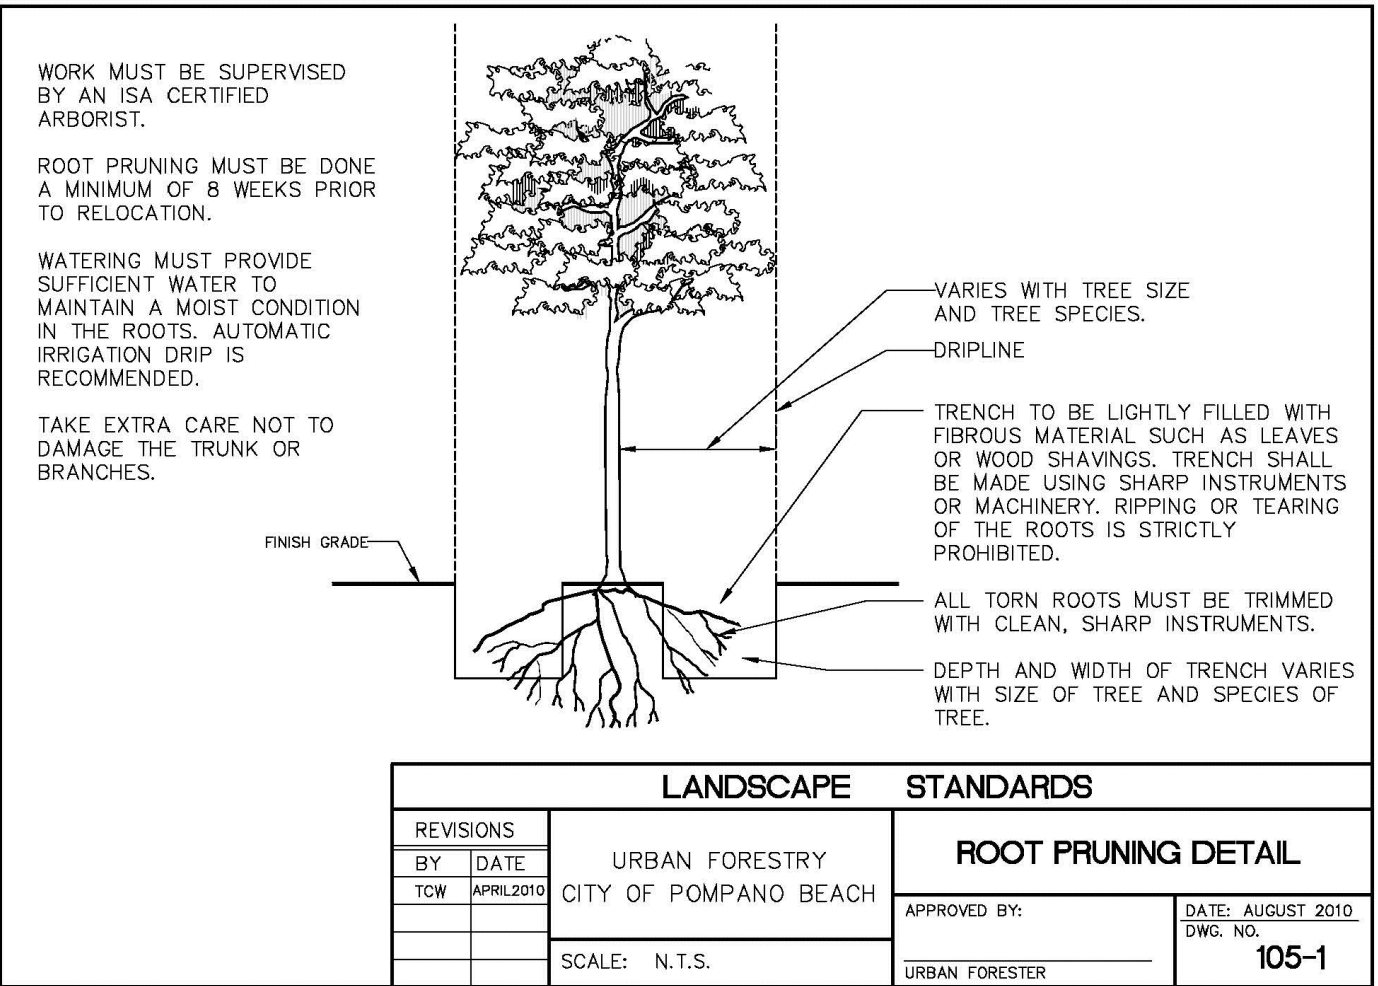 WORK MUST BE SUPERVISED
BY AN ISA CERTIFIED
ARBORIST.
ROOT PRUNING MUST BE DONE
A MINIMUM OF 8 WEEKS PRIOR
TO RELOCATION.
WATERING MUST PROVIDE
SUFFICIENT WATER TO
MAINTAIN A MOIST CONDITION
IN THE ROOTS. AUTOMATIC
IRRIGATION DRIP IS
RECOMMENDED.
TAKE EXTRA CARE NOT TO
DAMAGE THE TRUNK OR
BRANCHES.
FINISH GRADE
VARIES WITH TREE SIZE
AND TREE SPECIES.
DRIPLINE
TRENCH TO BE LIGHTLY FILLED WITH
FIBROUS MATERIAL SUCH AS LEAVES
OR WOOD SHAVINGS. TRENCH SHALL
BE MADE USING SHARP INSTRUMENTS
OR MACHINERY. RIPPING OR TEARING
OF THE ROOTS IS STRICTLY
PROHIBITED.
ALL TORN ROOTS MUST BE TRIMMED
WITH CLEAN, SHARP INSTRUMENTS.
DEPTH AND WIDTH OF TRENCH VARIES
WITH SIZE OF TREE AND SPECIES OF
TREE.
LANDSCAPE STANDARDS
REVISIONS
BY DATE
TCW APRIL2010
URBAN FORESTRY
CITY OF POMPANO BEACH
SCALE: N.T.S.
ROOT PRUNING DETAIL
APPROVED BY:
URBAN FORESTER
DATE: AUGUST 2010
DWG. NO.
105-1